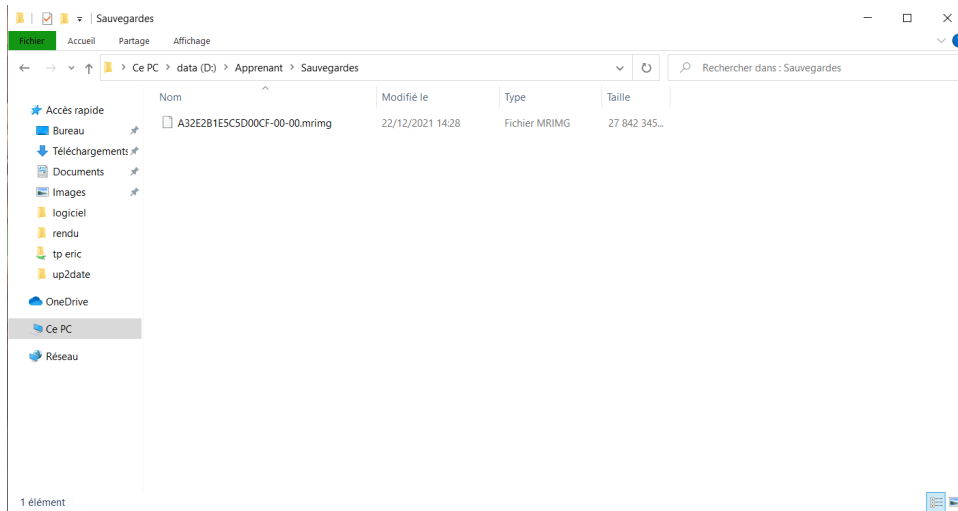 Sauvegardes
Fichier Accueil Partage Affichage
Ce PC > data (D:) > Apprenant > Sauvegardes
Rechercher dans : Sauvegardes
Nom Modifié le Type Taille
A32E2B1E5C5D00CF-00-00.mrimg 22/12/2021 14:28 Fichier MRIMG 27 842 345...
Accès rapide
Bureau
Téléchargements
Documents
Images
logiciel
rendu
tp eric
up2date
OneDrive
Ce PC
Réseau
1 élément